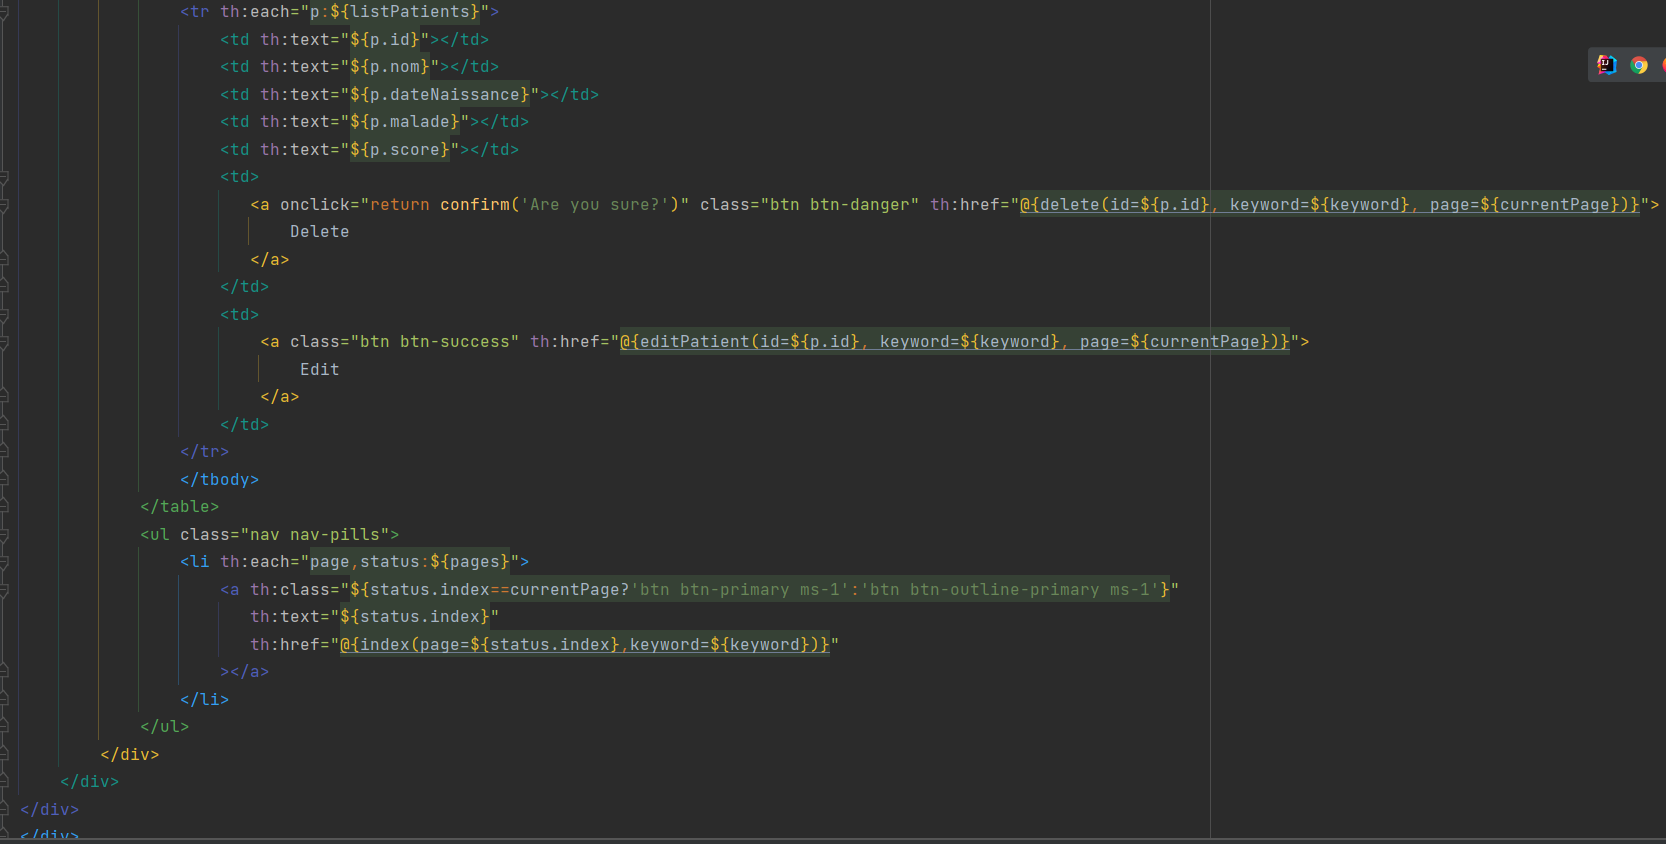 <tr th:each="p:${listPatients}">
<td th:text="${p.id}"></td>
<td th:text="${p.nom}"></td>
<td th:text="${p.dateNaissance}"></td>
<td th:text="${p.malade}"></td>
<td th:text="${p.score}"></td>
<td>
<a onclick="return confirm('Are you sure?')" class="btn btn-danger" th:href="@{delete(id=${p.id}, keyword=${keyword}, page=${currentPage})}">
Delete
</a>
</td>
<td>
<a class="btn btn-success" th:href="@{editPatient(id=${p.id}, keyword=${keyword}, page=${currentPage})}">
Edit
</a>
</td>
</tr>
</tbody>
</table>
<ul class="nav nav-pills">
<li th:each="page,status:${pages}">
<a th:class="${status.index==currentPage?'btn btn-primary ms-1':'btn btn-outline-primary ms-1'}"
th:text="${status.index}"
th:href="@{index(page=${status.index},keyword=${keyword})}"
></a>
</li>
</ul>
</div>
</div>
</div>
</div>